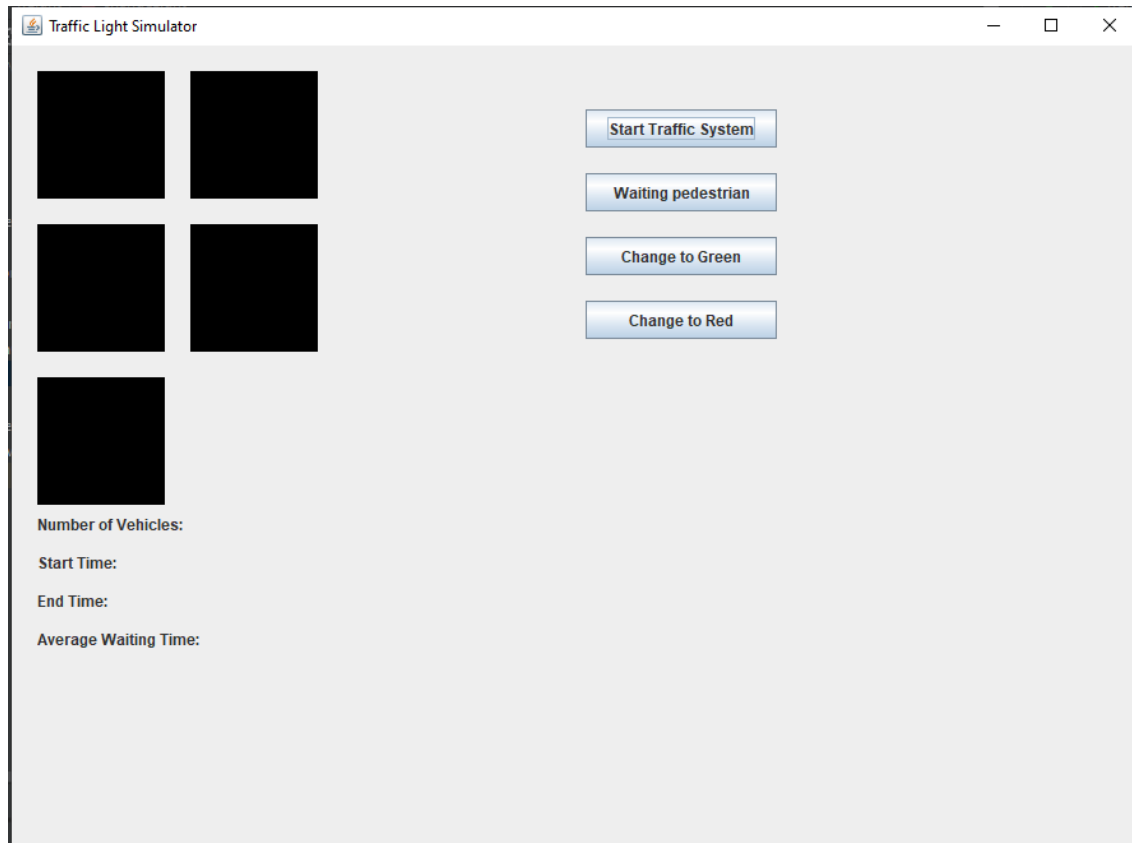 Traffic Light Simulator
Start Traffic System
Waiting pedestrian
Change to Green
Change to Red
Number of Vehicles:
Start Time:
End Time:
Average Waiting Time: